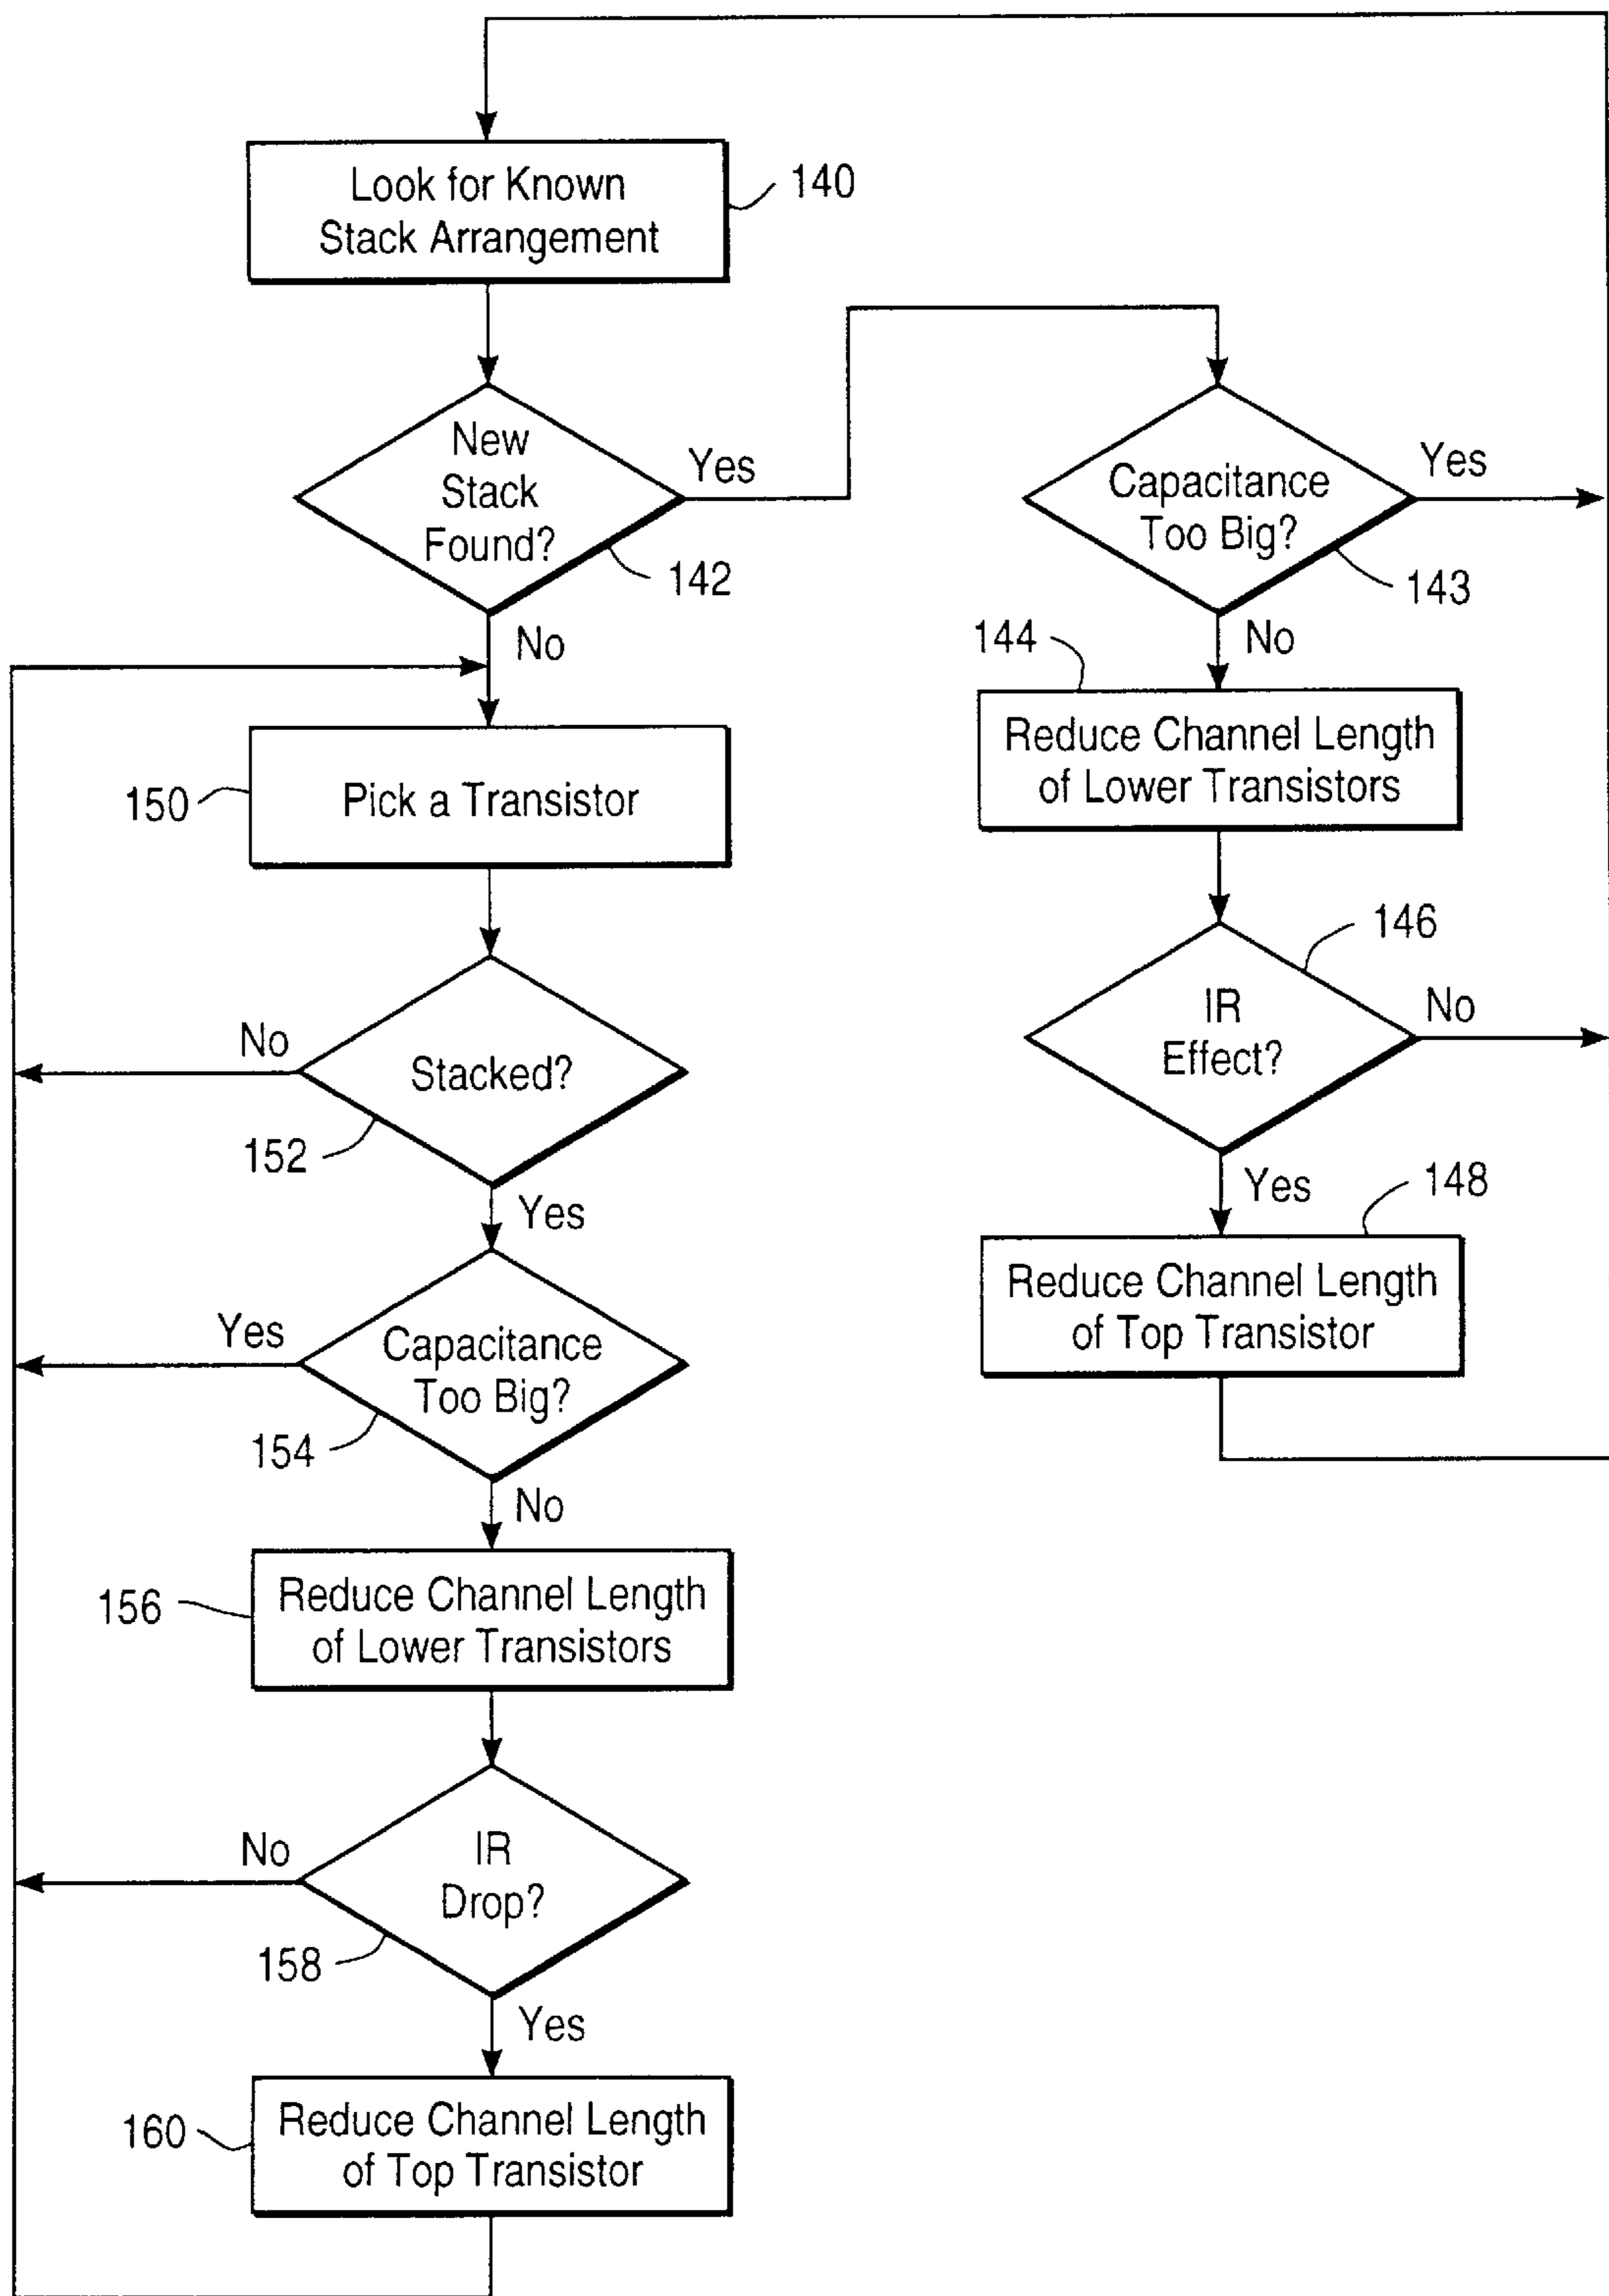 Look for Known
Stack Arrangement
140
New
Stack
Found?
Yes
142
No
Capacitance
Too Big?
Yes
143
No
144
Reduce Channel Length
of Lower Transistors
146
IR
Effect?
No
Yes
148
Reduce Channel Length
of Top Transistor
150
Pick a Transistor
No
Stacked?
152
Yes
Yes
Capacitance
Too Big?
154
No
156
Reduce Channel Length
of Lower Transistors
No
IR
Drop?
158
Yes
160
Reduce Channel Length
of Top Transistor